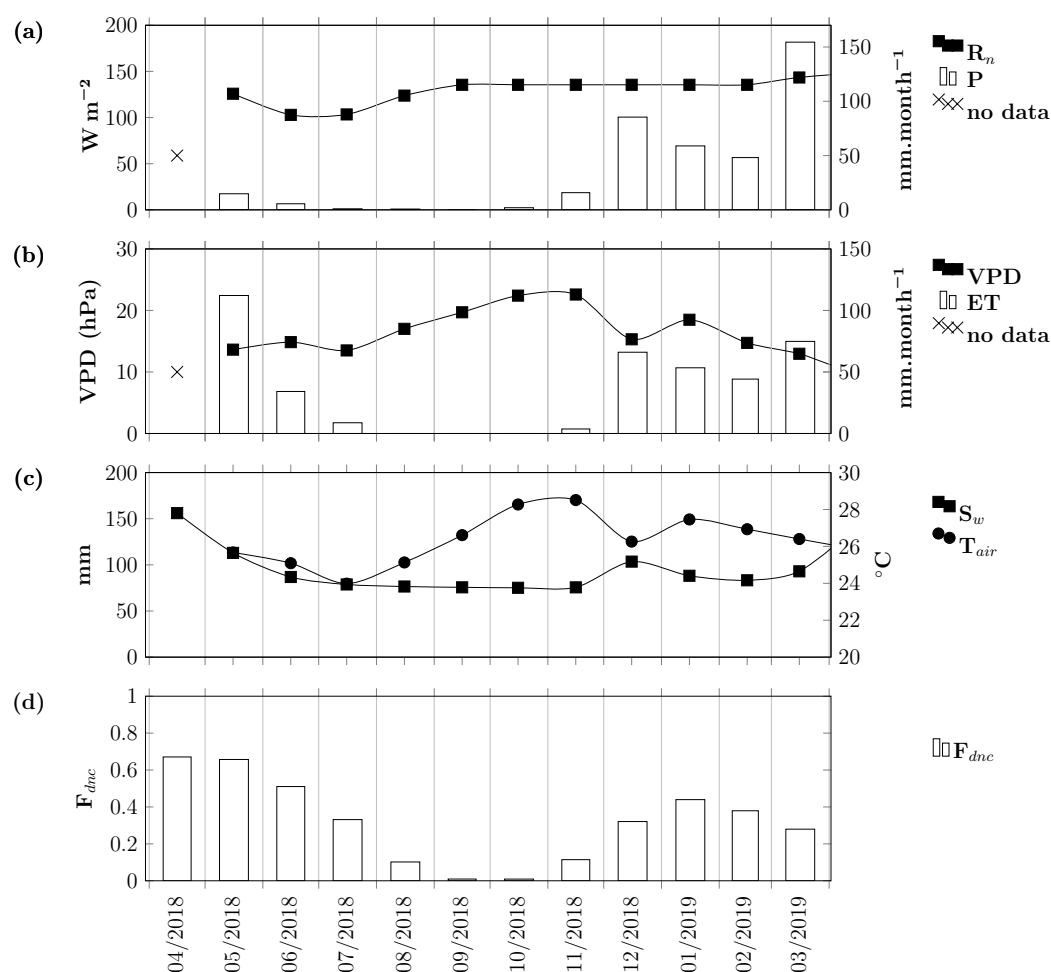 (a)
200
150
100
50
0
W m−2
150
100
50
0
mm.month−1
Rn
P
no data
(b)
30
20
10
0
VPD (hPa)
150
100
50
0
mm.month−1
VPD
ET
no data
(c)
200
150
100
50
0
mm
30
28
26
24
22
20
°C
Sw
Tair
(d)
1
0.8
0.6
0.4
0.2
0
Fdnc
Fdnc
04/2018
05/2018
06/2018
07/2018
08/2018
09/2018
10/2018
11/2018
12/2018
01/2019
02/2019
03/2019